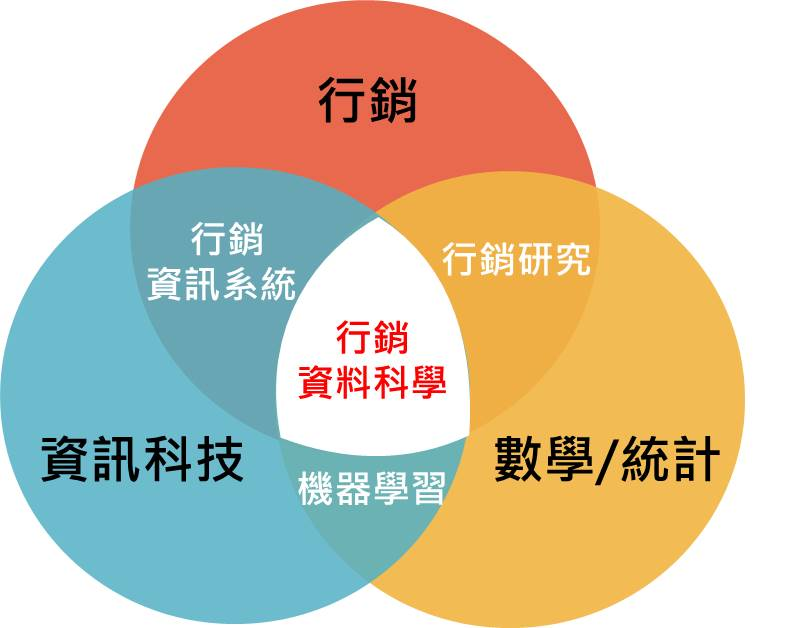 行銷
行銷
資訊系統
行銷研究
行銷
資料科學
資訊科技
數學/統計
機器學習